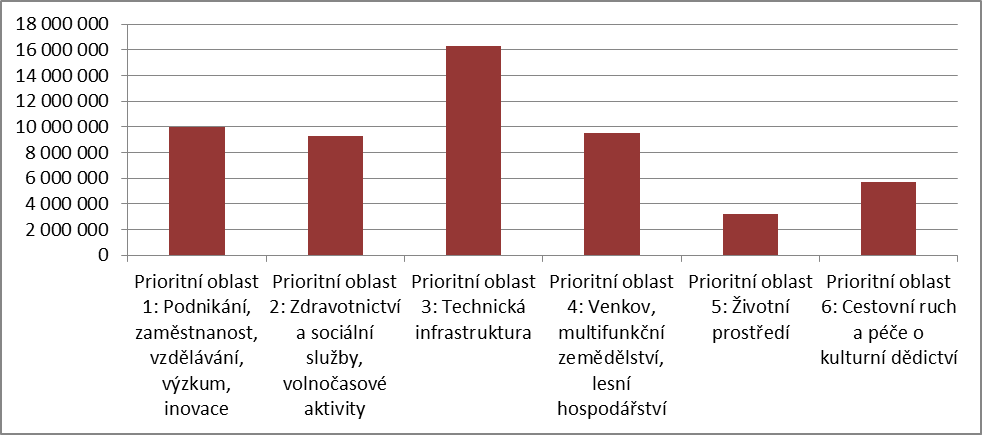 18 000 000
16 000 000
14 000 000
12 000 000
10 000 000
8 000 000
6 000 000
4 000 000
2 000 000
0
Prioritní oblast
1: Podnikání,
zaměstnanost,
vzdělávání,
výzkum,
inovace
Prioritní oblast
2: Zdravotnictví
a sociální
služby,
volnočasové
aktivity
Prioritní oblast
3: Technická
infrastruktura
Prioritní oblast
4: Venkov,
multifunkční
zemědělství,
lesní
hospodářství
Prioritní oblast
5: Životní
prostředí
Prioritní oblast
6: Cestovní ruch
a péče o
kulturní dědictví